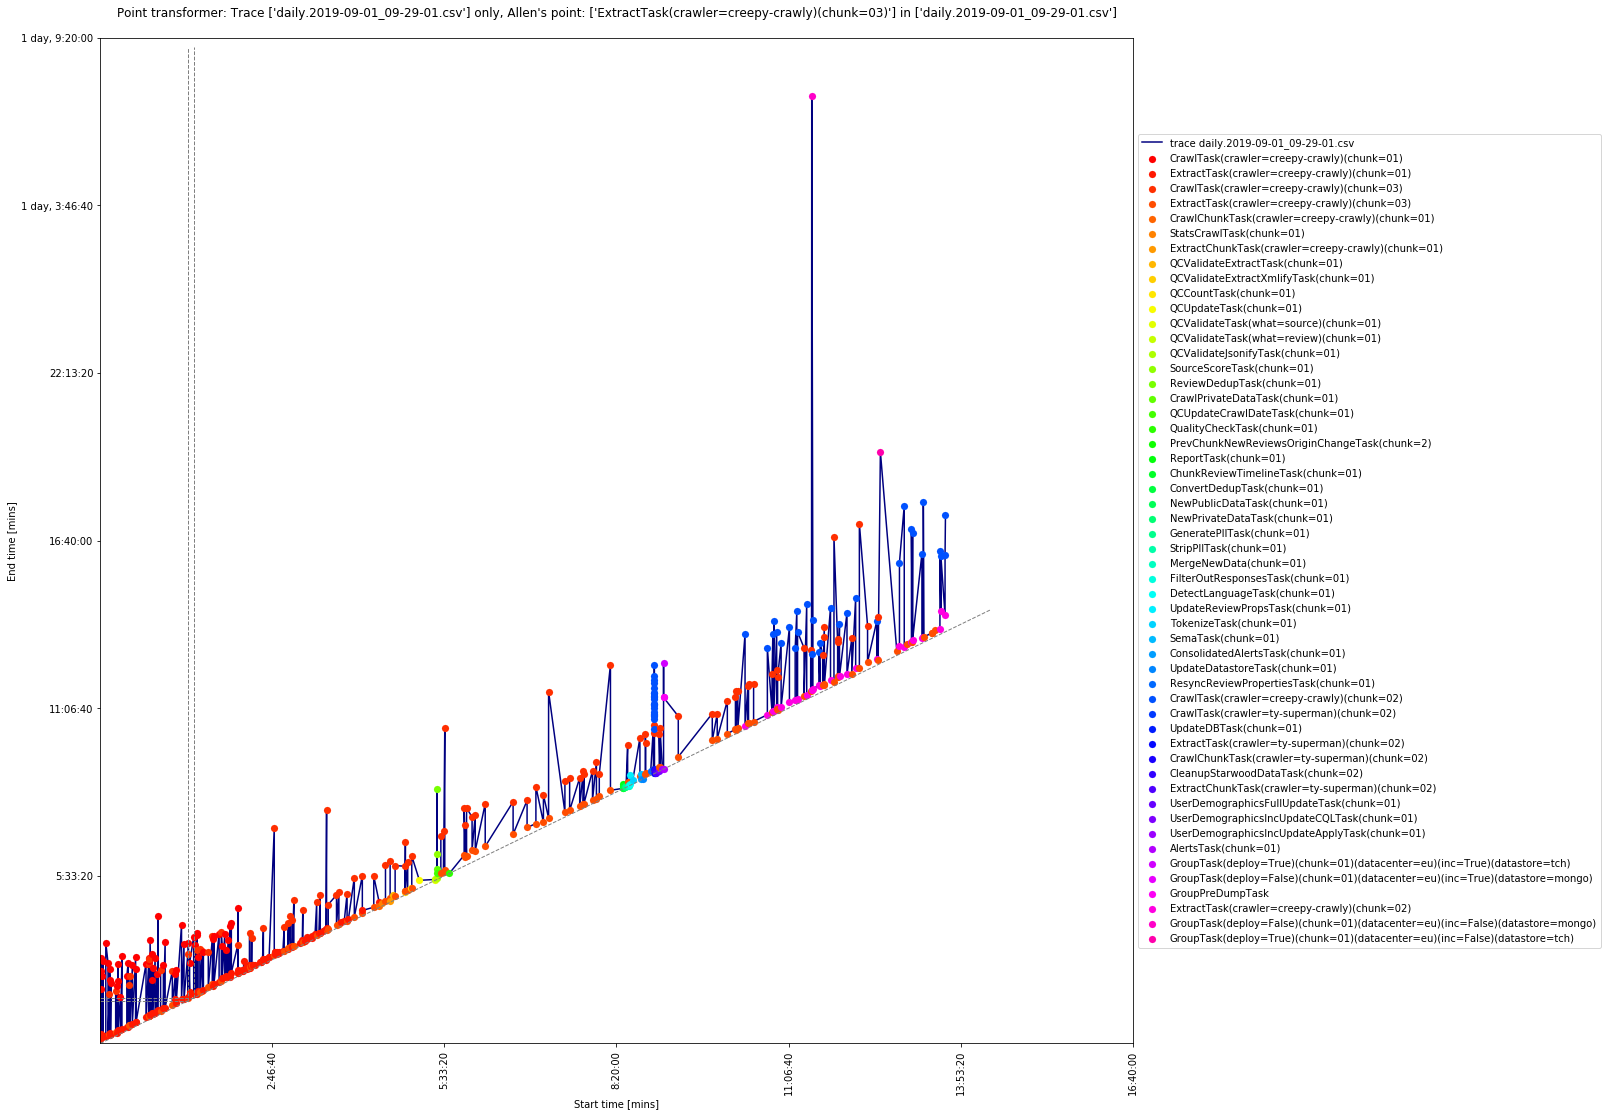 Point transformer: Trace ['daily.2019-09-01_09-29-01.csv'] only, Allen's point: ['ExtractTask(crawler=creepy-crawly)(chunk=03)'] in ['daily.2019-09-01_09-29-01.csv']
1 day, 9:20:00
1 day, 3:46:40
22:13:20
16:40:00
11:06:40
5:33:20
End time [mins]
2:46:40
5:33:20
8:20:00
11:06:40
13:53:20
16:40:00
Start time [mins]
trace daily.2019-09-01_09-29-01.csv
CrawlTask(crawler=creepy-crawly)(chunk=01)
ExtractTask(crawler=creepy-crawly)(chunk=01)
CrawlTask(crawler=creepy-crawly)(chunk=03)
ExtractTask(crawler=creepy-crawly)(chunk=03)
CrawlChunkTask(crawler=creepy-crawly)(chunk=01)
StatsCrawlTask(chunk=01)
ExtractChunkTask(crawler=creepy-crawly)(chunk=01)
QCValidateExtractTask(chunk=01)
QCValidateExtractXmlifyTask(chunk=01)
QCCountTask(chunk=01)
QCUpdateTask(chunk=01)
QCValidateTask(what=source)(chunk=01)
QCValidateTask(what=review)(chunk=01)
QCValidateJsonifyTask(chunk=01)
SourceScoreTask(chunk=01)
ReviewDedupTask(chunk=01)
CrawlPrivateDataTask(chunk=01)
QCUpdateCrawlDateTask(chunk=01)
QualityCheckTask(chunk=01)
PrevChunkNewReviewsOriginChangeTask(chunk=2)
ReportTask(chunk=01)
ChunkReviewTimelineTask(chunk=01)
ConvertDedupTask(chunk=01)
NewPublicDataTask(chunk=01)
NewPrivateDataTask(chunk=01)
GeneratePIITask(chunk=01)
StripPIITask(chunk=01)
MergeNewData(chunk=01)
FilterOutResponsesTask(chunk=01)
DetectLanguageTask(chunk=01)
UpdateReviewPropsTask(chunk=01)
TokenizeTask(chunk=01)
SemaTask(chunk=01)
ConsolidatedAlertsTask(chunk=01)
UpdateDatastoreTask(chunk=01)
ResyncReviewPropertiesTask(chunk=01)
CrawlTask(crawler=creepy-crawly)(chunk=02)
CrawlTask(crawler=ty-superman)(chunk=02)
UpdateDBTask(chunk=01)
ExtractTask(crawler=ty-superman)(chunk=02)
CrawlChunkTask(crawler=ty-superman)(chunk=02)
CleanupStarwoodDataTask(chunk=02)
ExtractChunkTask(crawler=ty-superman)(chunk=02)
UserDemographicsFullUpdateTask(chunk=01)
UserDemographicsIncUpdateCQLTask(chunk=01)
UserDemographicsIncUpdateApplyTask(chunk=01)
AlertsTask(chunk=01)
GroupTask(deploy=True)(chunk=01)(datacenter=eu)(inc=True)(datastore=tch)
GroupTask(deploy=False)(chunk=01)(datacenter=eu)(inc=True)(datastore=mongo)
GroupPreDumpTask
ExtractTask(crawler=creepy-crawly)(chunk=02)
GroupTask(deploy=False)(chunk=01)(datacenter=eu)(inc=False)(datastore=mongo)
GroupTask(deploy=True)(chunk=01)(datacenter=eu)(inc=False)(datastore=tch)